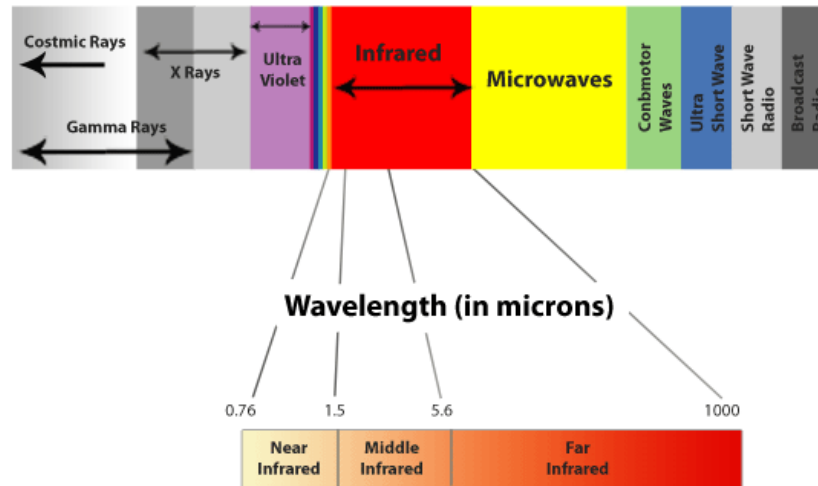 Costmic Rays
X Rays
Gamma Rays
Ultra
Violet
Infrared
Microwaves
Conbmotor
Waves
Ultra
Short Wave
Short Wave
Radio
Broadcast
Radio
Wavelength (in microns)
0.76
1.5
5.6
1000
Near
Infrared
Middle
Infrared
Far
Infrared